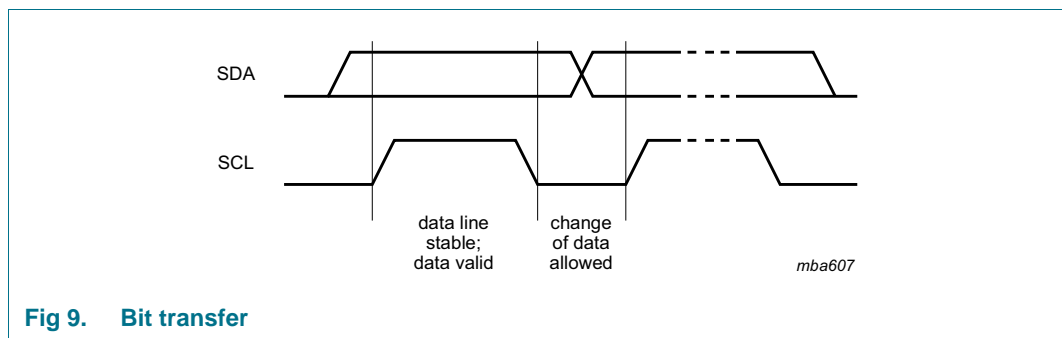 SDA
SCL
data line
stable;
data valid
change
of data
allowed
mba607
Fig 9. Bit transfer